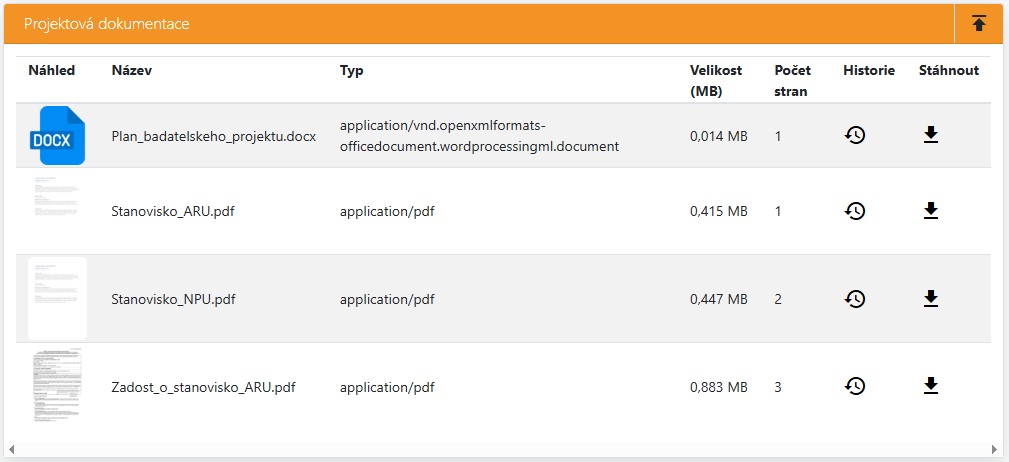 Projektová dokumentace
Náhled Název Typ Velikost (MB) Počet stran Historie Stáhnout
DOCX Plan_badatelskeho_projektu.docx application/vnd.openxmlformats-officedocument.wordprocessingml.document 0,014 MB 1
Stanovisko_ARU.pdf application/pdf 0,415 MB 1
Stanovisko_NPU.pdf application/pdf 0,447 MB 2
Zadost_o_stanovisko_ARU.pdf application/pdf 0,883 MB 3